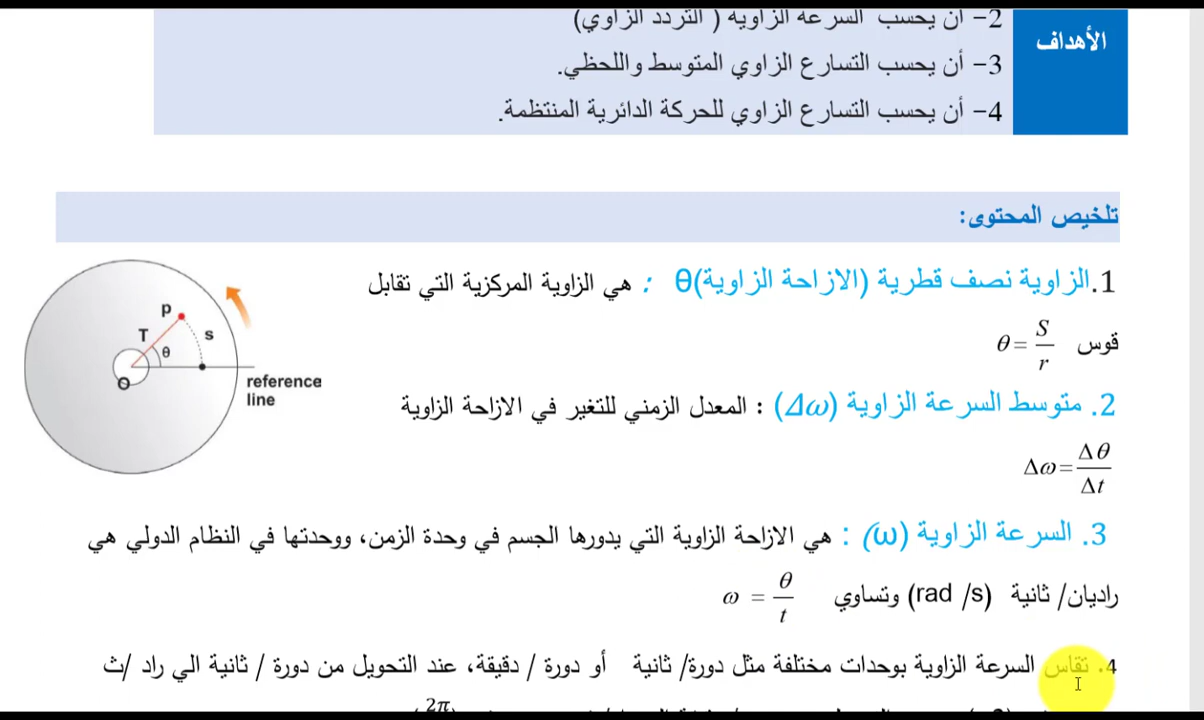 الأهداف
2- أن يحسب السرعة الزاوية ( التردد الزاوي)
3- أن يحسب التسارع الزاوي المتوسط واللحظي.
4- أن يحسب التسارع الزاوي للحركة الدائرية المنتظمة.
تلخيص المحتوى:
1.الزاوية نصف قطرية (الازاحة الزاوية)θ : هي الزاوية المركزية التي تقابل
قوس θ = S/r
p
T
s
θ
O
reference
line
2. متوسط السرعة الزاوية (Δω) : المعدل الزمني للتغير في الازاحة الزاوية
Δω = Δθ/Δt
3. السرعة الزاوية (ω) : هي الازاحة الزاوية التي يدورها الجسم في وحدة الزمن، ووحدتها في النظام الدولي هي
راديان/ ثانية (rad /s) وتساوي ω = θ/t
4. تقاس السرعة الزاوية بوحدات مختلفة مثل دورة/ ثانية أو دورة / دقيقة، عند التحويل من دورة / ثانية الي راد /ث
2π